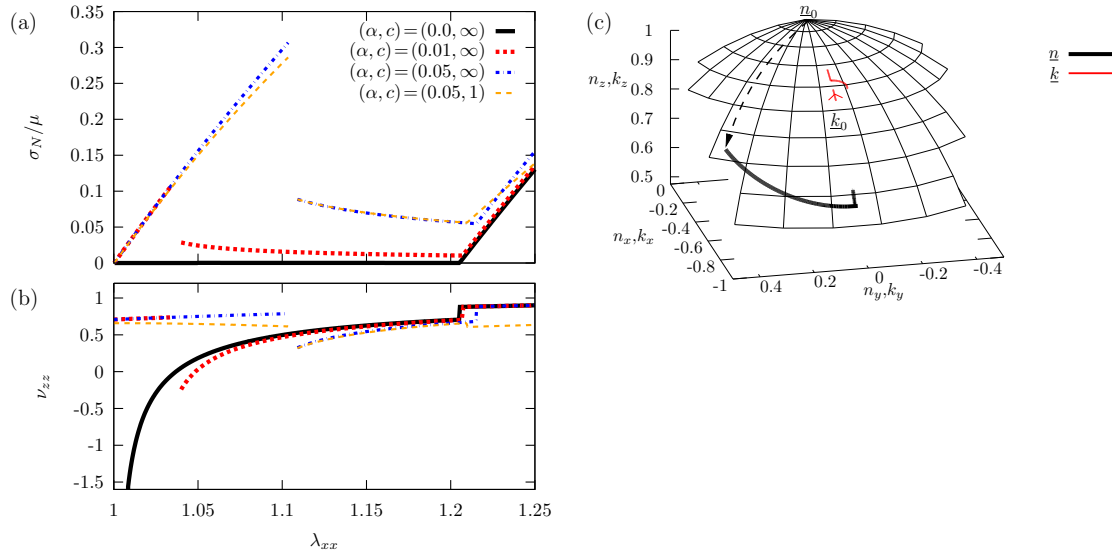 (a)
0.35
0.3
0.25
0.2
0.15
0.1
0.05
0
σ_N/μ
(α, c)=(0.0, ∞)
(α, c)=(0.01, ∞)
(α, c)=(0.05, ∞)
(α, c)=(0.05, 1)
(b)
1
0.5
0
-0.5
-1
-1.5
ν_zz
1 1.05 1.1 1.15 1.2 1.25
λ_xx
(c)
n_0
1
n_z,k_z 0.9
0.8
0.7
0.6
0.5
k_0
0
-0.2
-0.4
-0.6
-0.8
-1
n_x,k_x
0.4 0.2 0 -0.2 -0.4
n_y,k_y
n
k